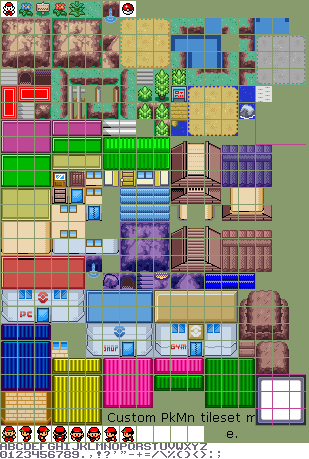 PC
SHOP
GYM
Custom PkMn tileset m
e.
ABCDEFGHIJKLMNOPQRSTUVWXYZ
0123456789